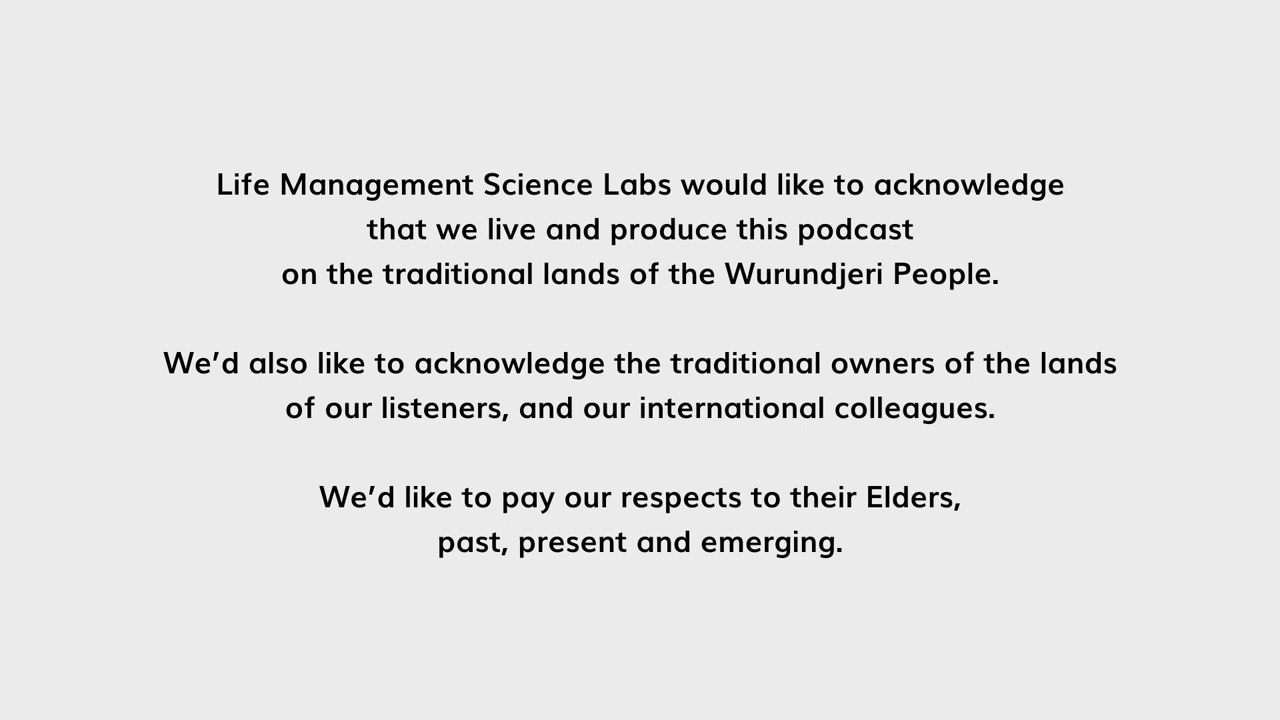 Life Management Science Labs would like to acknowledge
that we live and produce this podcast
on the traditional lands of the Wurundjeri People.
We’d also like to acknowledge the traditional owners of the lands
of our listeners, and our international colleagues.
We’d like to pay our respects to their Elders,
past, present and emerging.